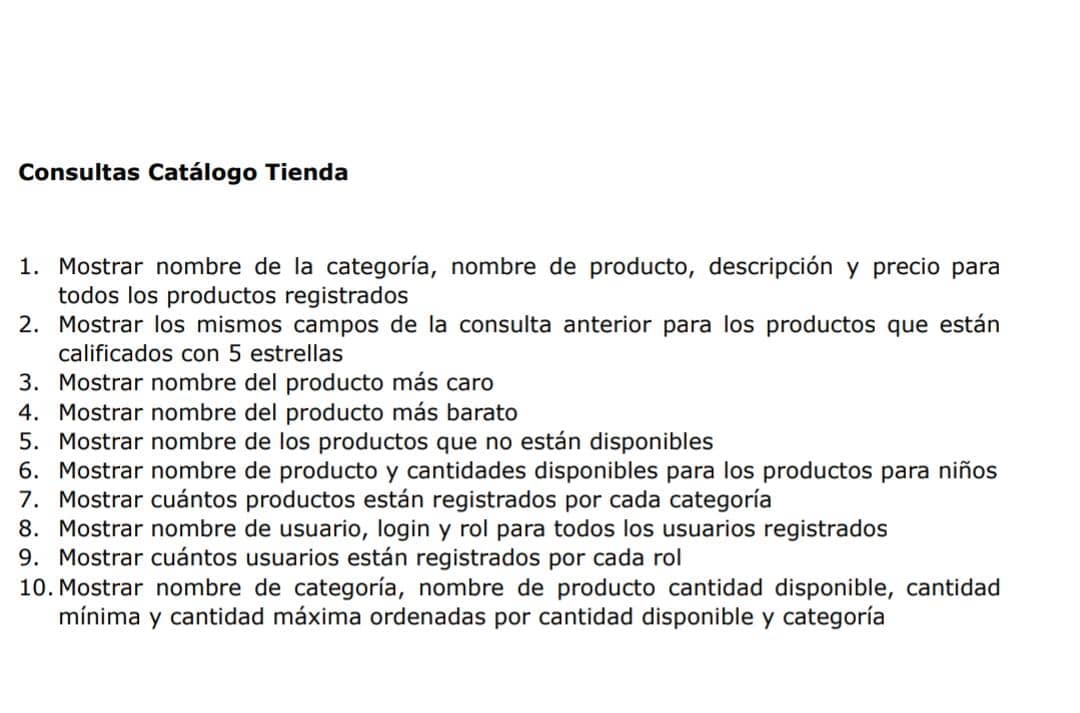 Consultas Catálogo Tienda
1. Mostrar nombre de la categoría, nombre de producto, descripción y precio para
todos los productos registrados
2. Mostrar los mismos campos de la consulta anterior para los productos que están
calificados con 5 estrellas
3. Mostrar nombre del producto más caro
4. Mostrar nombre del producto más barato
5. Mostrar nombre de los productos que no están disponibles
6. Mostrar nombre de producto y cantidades disponibles para los productos para niños
7. Mostrar cuántos productos están registrados por cada categoría
8. Mostrar nombre de usuario, login y rol para todos los usuarios registrados
9. Mostrar cuántos usuarios están registrados por cada rol
10. Mostrar nombre de categoría, nombre de producto cantidad disponible, cantidad
mínima y cantidad máxima ordenadas por cantidad disponible y categoría